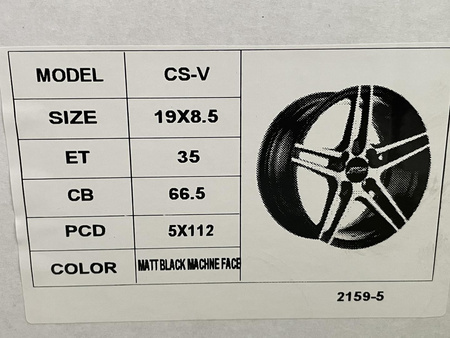 MODEL CS-V
SIZE 19X8.5
ET 35
CB 66.5
PCD 5X112
COLOR MATT BLACK MACHNE FACE
2159-5